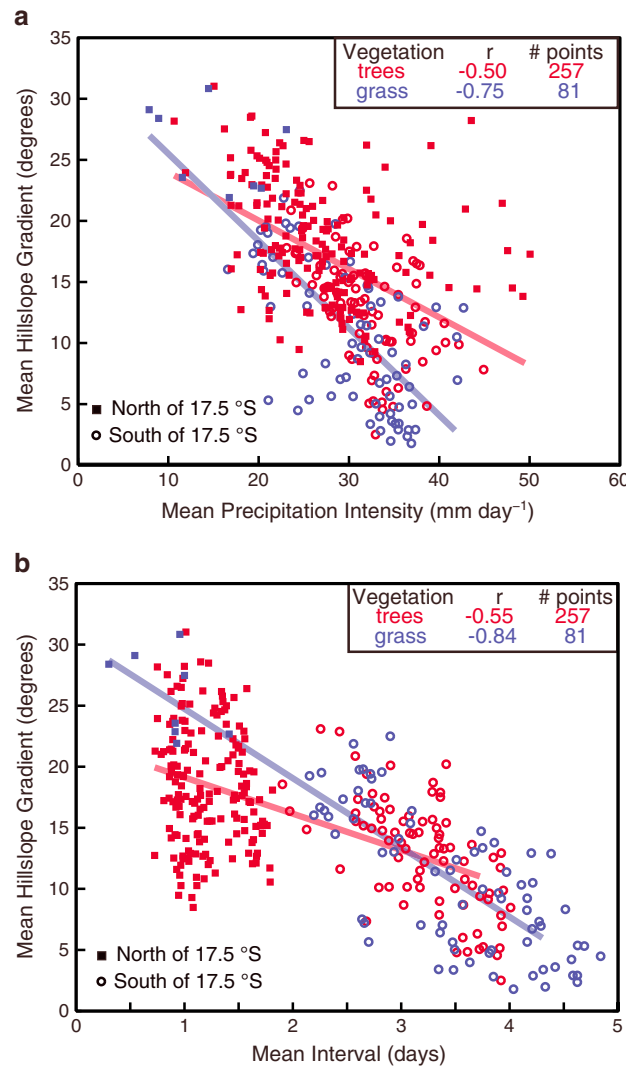 a
35
30
25
20
15
10
5
0
Mean Hillslope Gradient (degrees)
Vegetation r # points
trees -0.50 257
grass -0.75 81
North of 17.5 °S
South of 17.5 °S
0 10 20 30 40 50 60
Mean Precipitation Intensity (mm day⁻¹)
b
35
30
25
20
15
10
5
0
Mean Hillslope Gradient (degrees)
Vegetation r # points
trees -0.55 257
grass -0.84 81
North of 17.5 °S
South of 17.5 °S
0 1 2 3 4 5
Mean Interval (days)